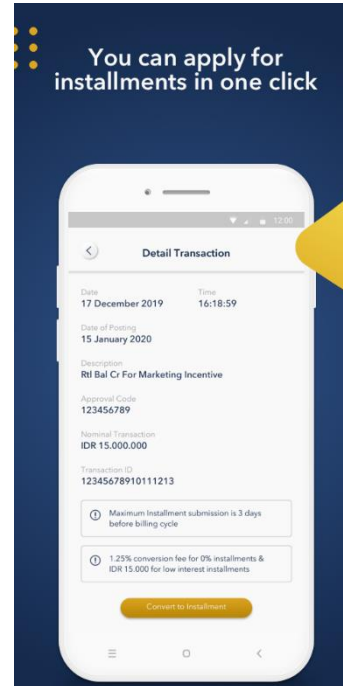 You can apply for
installments in one click
12:00
Detail Transaction
Date Time
17 December 2019 16:18:59
Date of Posting
15 January 2020
Description
Rtl Bal Cr For Marketing Incentive
Approval Code
123456789
Nominal Transaction
IDR 15.000.000
Transaction ID
12345678910111213
Maximum Installment submission is 3 days
before billing cycle
1.25% conversion fee for 0% installments &
IDR 15.000 for low interest installments
Convert to Installment